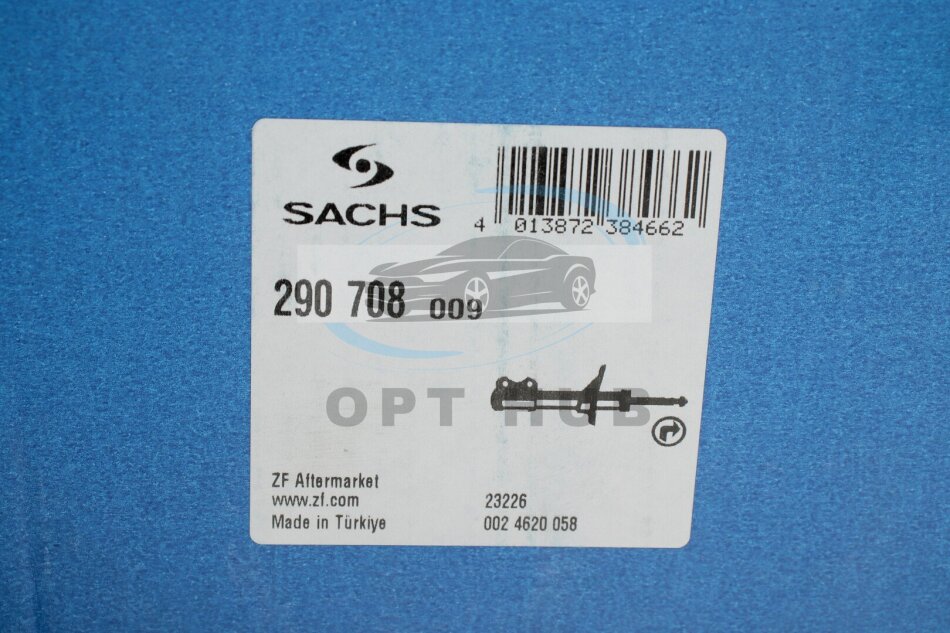 SACHS
4 013872 384662
290 708 009
OPT HUB
ZF Aftermarket
www.zf.com 23226
Made in Türkiye 002 4620 058